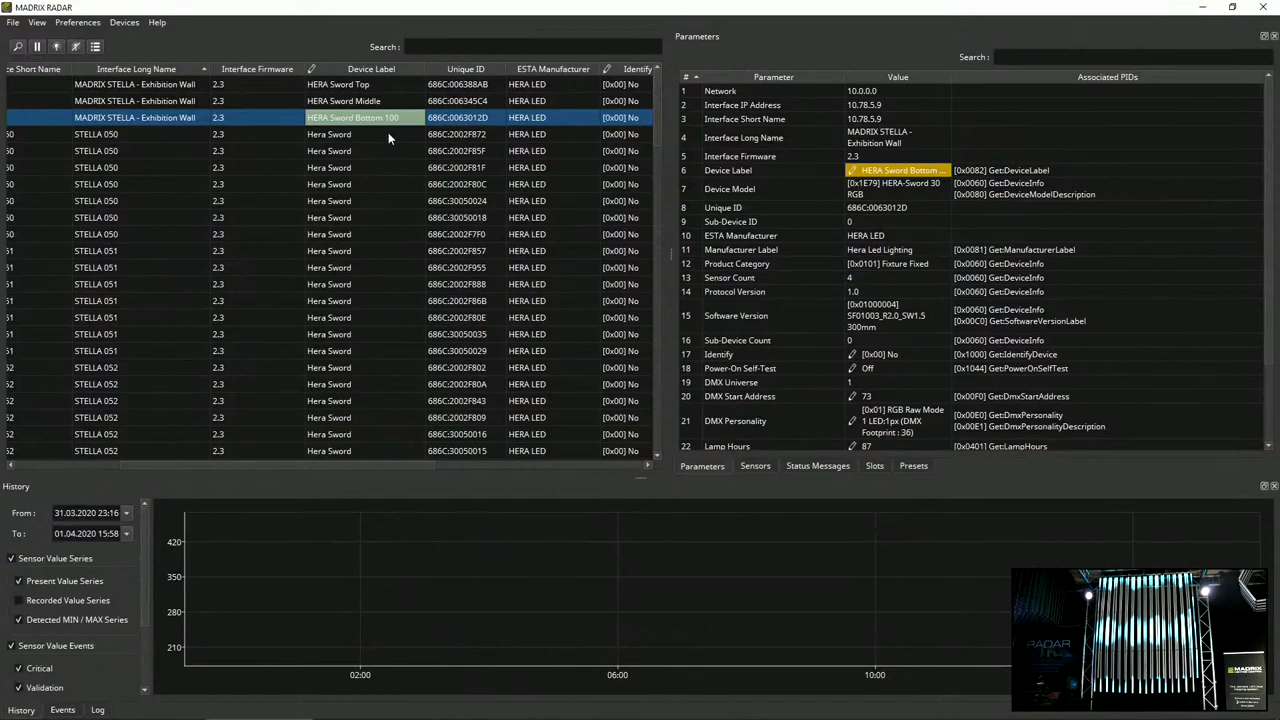 MADRIX RADAR
File View Preferences Devices Help
Search :
ce Short Name Interface Long Name Interface Firmware Device Label Unique ID ESTA Manufacturer Identify
MADRIX STELLA - Exhibition Wall 2.3 HERA Sword Top 686C:006388AB HERA LED [0x00] No
MADRIX STELLA - Exhibition Wall 2.3 HERA Sword Middle 686C:006345C4 HERA LED [0x00] No
MADRIX STELLA - Exhibition Wall 2.3 HERA Sword Bottom 100 686C:0063012D HERA LED [0x00] No
50 STELLA 050 2.3 Hera Sword 686C:2002F872 HERA LED [0x00] No
50 STELLA 050 2.3 Hera Sword 686C:2002F85F HERA LED [0x00] No
50 STELLA 050 2.3 Hera Sword 686C:2002F81F HERA LED [0x00] No
50 STELLA 050 2.3 Hera Sword 686C:2002F80C HERA LED [0x00] No
50 STELLA 050 2.3 Hera Sword 686C:30050024 HERA LED [0x00] No
50 STELLA 050 2.3 Hera Sword 686C:30050018 HERA LED [0x00] No
50 STELLA 050 2.3 Hera Sword 686C:2002F7F0 HERA LED [0x00] No
51 STELLA 051 2.3 Hera Sword 686C:2002F857 HERA LED [0x00] No
51 STELLA 051 2.3 Hera Sword 686C:2002F955 HERA LED [0x00] No
51 STELLA 051 2.3 Hera Sword 686C:2002F888 HERA LED [0x00] No
51 STELLA 051 2.3 Hera Sword 686C:2002F86B HERA LED [0x00] No
51 STELLA 051 2.3 Hera Sword 686C:2002F80E HERA LED [0x00] No
51 STELLA 051 2.3 Hera Sword 686C:30050035 HERA LED [0x00] No
51 STELLA 051 2.3 Hera Sword 686C:30050029 HERA LED [0x00] No
52 STELLA 052 2.3 Hera Sword 686C:2002F802 HERA LED [0x00] No
52 STELLA 052 2.3 Hera Sword 686C:2002F80A HERA LED [0x00] No
52 STELLA 052 2.3 Hera Sword 686C:2002F843 HERA LED [0x00] No
52 STELLA 052 2.3 Hera Sword 686C:2002F809 HERA LED [0x00] No
52 STELLA 052 2.3 Hera Sword 686C:30050016 HERA LED [0x00] No
52 STELLA 052 2.3 Hera Sword 686C:30050015 HERA LED [0x00] No
Parameters
Search :
# Parameter Value Associated PIDs
1 Network 10.0.0.0
2 Interface IP Address 10.78.5.9
3 Interface Short Name 10.78.5.9
4 Interface Long Name MADRIX STELLA -
Exhibition Wall
5 Interface Firmware 2.3
6 Device Label HERA Sword Bottom ... [0x0082] Get:DeviceLabel
7 Device Model [0x1E79] HERA-Sword 30 [0x0060] Get:DeviceInfo
RGB [0x0080] Get:DeviceModelDescription
8 Unique ID 686C:0063012D
9 Sub-Device ID 0
10 ESTA Manufacturer HERA LED
11 Manufacturer Label Hera Led Lighting [0x0081] Get:ManufacturerLabel
12 Product Category [0x0101] Fixture Fixed [0x0060] Get:DeviceInfo
13 Sensor Count 4 [0x0060] Get:DeviceInfo
14 Protocol Version 1.0 [0x0060] Get:DeviceInfo
15 Software Version [0x01000004]
SF01003_R2.0_SW1.5 [0x0060] Get:DeviceInfo
300mm [0x00C0] Get:SoftwareVersionLabel
16 Sub-Device Count 0 [0x0060] Get:DeviceInfo
17 Identify [0x00] No [0x1000] Get:IdentifyDevice
18 Power-On Self-Test Off [0x1044] Get:PowerOnSelfTest
19 DMX Universe 1
20 DMX Start Address 73 [0x00F0] Get:DmxStartAddress
21 DMX Personality [0x01] RGB Raw Mode
1 LED:1px (DMX [0x00E0] Get:DmxPersonality
Footprint : 36) [0x00E1] Get:DmxPersonalityDescription
22 Lamp Hours 87 [0x0401] Get:LampHours
Parameters Sensors Status Messages Slots Presets
History
From : 31.03.2020 23:16
To : 01.04.2020 15:58
Sensor Value Series
Present Value Series
Recorded Value Series
Detected MIN / MAX Series
Sensor Value Events
Critical
Validation
420
350
280
210
02:00 06:00 10:00
RADAR
MADRIX
History Events Log